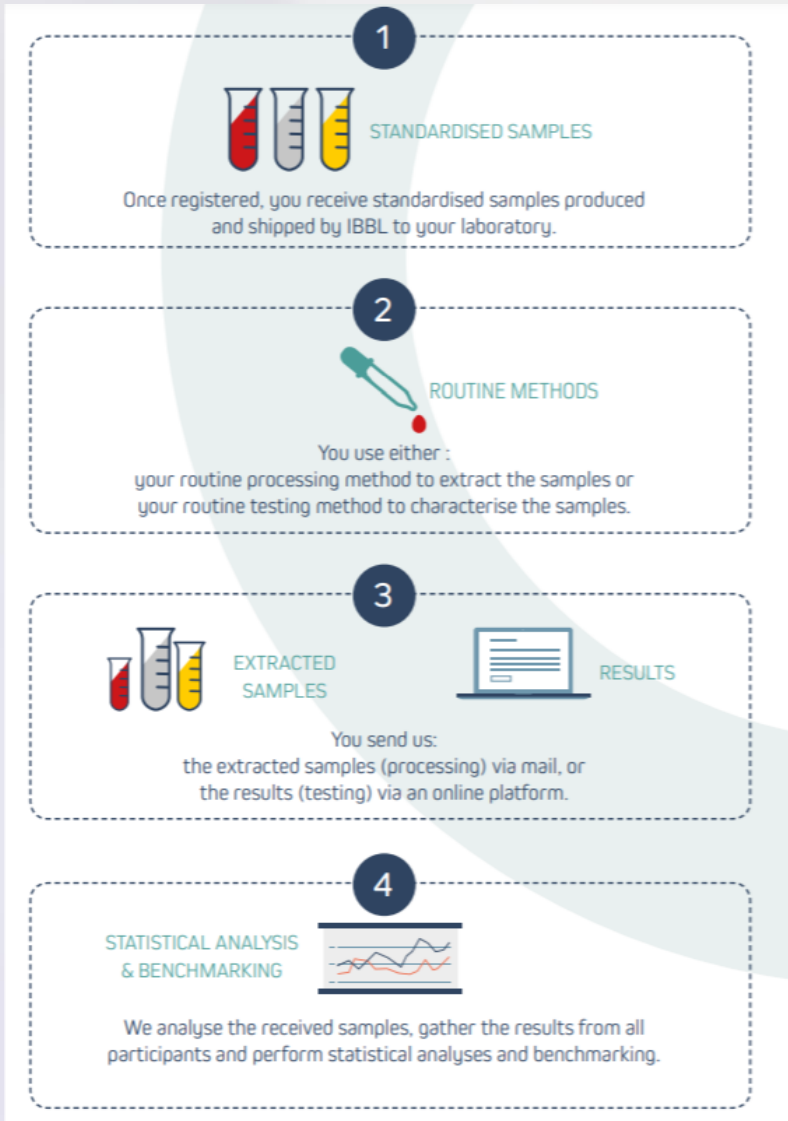 1
STANDARDISED SAMPLES
Once registered, you receive standardised samples produced
and shipped by IBBL to your laboratory.
2
ROUTINE METHODS
You use either :
your routine processing method to extract the samples or
your routine testing method to characterise the samples.
3
EXTRACTED
SAMPLES
RESULTS
You send us:
the extracted samples (processing) via mail, or
the results (testing) via an online platform.
4
STATISTICAL ANALYSIS
& BENCHMARKING
We analyse the received samples, gather the results from all
participants and perform statistical analyses and benchmarking.